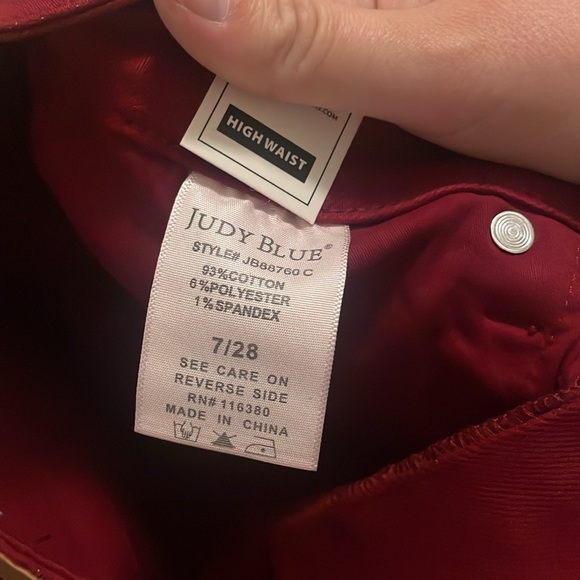 HIGH WAIST
JUDY BLUE®
STYLE# JB88760 C
93%COTTON
6%POLYESTER
1%SPANDEX
7/28
SEE CARE ON
REVERSE SIDE
RN# 116380
MADE IN CHINA